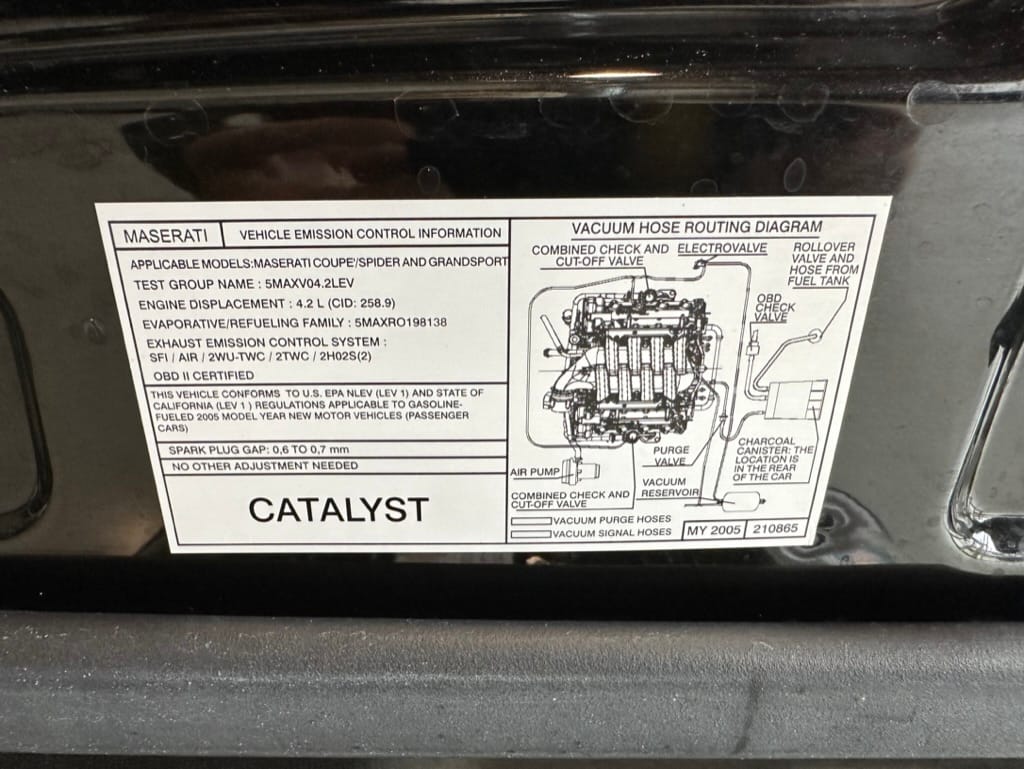 MASERATI
VEHICLE EMISSION CONTROL INFORMATION
APPLICABLE MODELS:MASERATI COUPE'/SPIDER AND GRANDSPORT
TEST GROUP NAME : 5MAXV04.2LEV
ENGINE DISPLACEMENT : 4.2 L (CID: 258.9)
EVAPORATIVE/REFUELING FAMILY : 5MAXRO198138
EXHAUST EMISSION CONTROL SYSTEM :
SFI / AIR / 2WU-TWC / 2TWC / 2H02S(2)
OBD II CERTIFIED
THIS VEHICLE CONFORMS TO U.S. EPA NLEV (LEV 1) AND STATE OF
CALIFORNIA (LEV 1 ) REGULATIONS APPLICABLE TO GASOLINE-
FUELED 2005 MODEL YEAR NEW MOTOR VEHICLES (PASSENGER
CARS)
SPARK PLUG GAP: 0,6 TO 0,7 mm
NO OTHER ADJUSTMENT NEEDED
CATALYST
VACUUM HOSE ROUTING DIAGRAM
COMBINED CHECK AND
CUT-OFF VALVE
ELECTROVALVE
ROLLOVER
VALVE AND
HOSE FROM
FUEL TANK
OBD
CHECK
VALVE
PURGE
VALVE
CHARCOAL
CANISTER: THE
LOCATION IS
IN THE REAR
OF THE CAR
AIR PUMP
VACUUM
RESERVOIR
COMBINED CHECK AND
CUT-OFF VALVE
VACUUM PURGE HOSES
VACUUM SIGNAL HOSES
MY 2005
210865